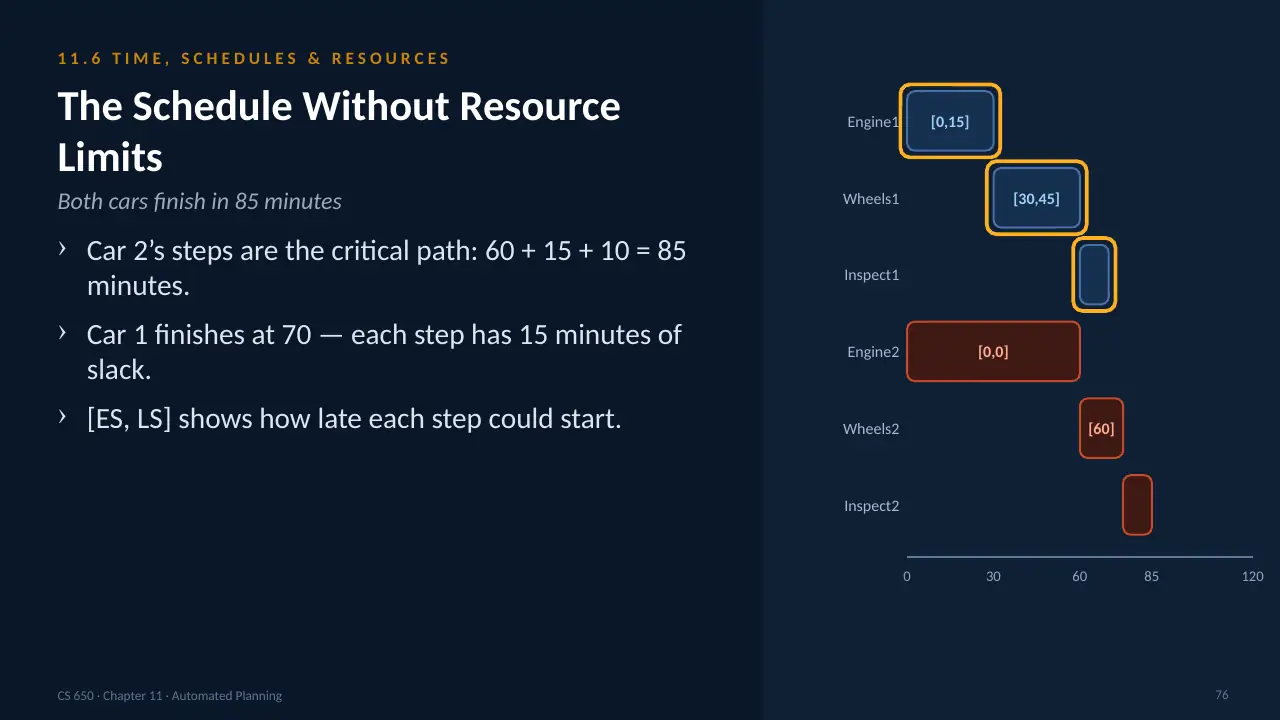 11.6 TIME, SCHEDULES & RESOURCES
The Schedule Without Resource
Limits
Both cars finish in 85 minutes
› Car 2’s steps are the critical path: 60 + 15 + 10 = 85
minutes.
› Car 1 finishes at 70 — each step has 15 minutes of
slack.
› [ES, LS] shows how late each step could start.
Engine1 [0,15]
Wheels1 [30,45]
Inspect1
Engine2 [0,0]
Wheels2 [60]
Inspect2
0 30 60 85 120
CS 650 · Chapter 11 · Automated Planning
76